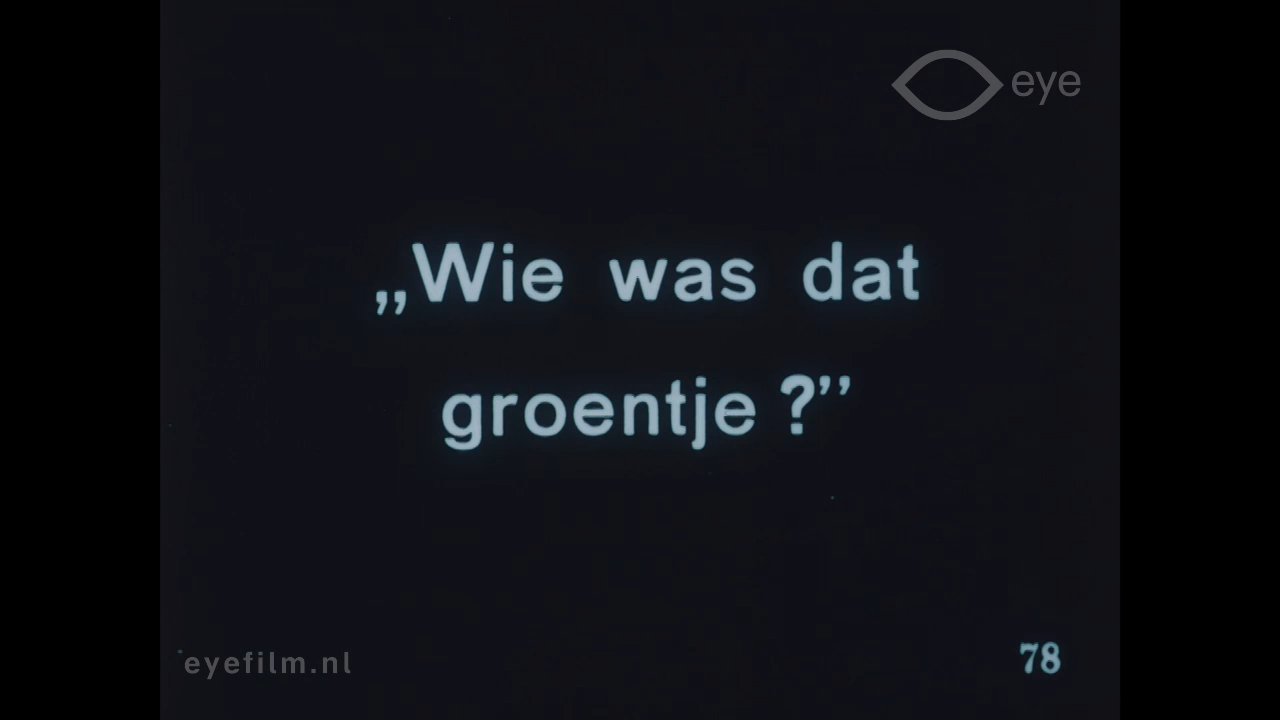 eye
„Wie was dat
groentje ?”
eyefilm.nl
78